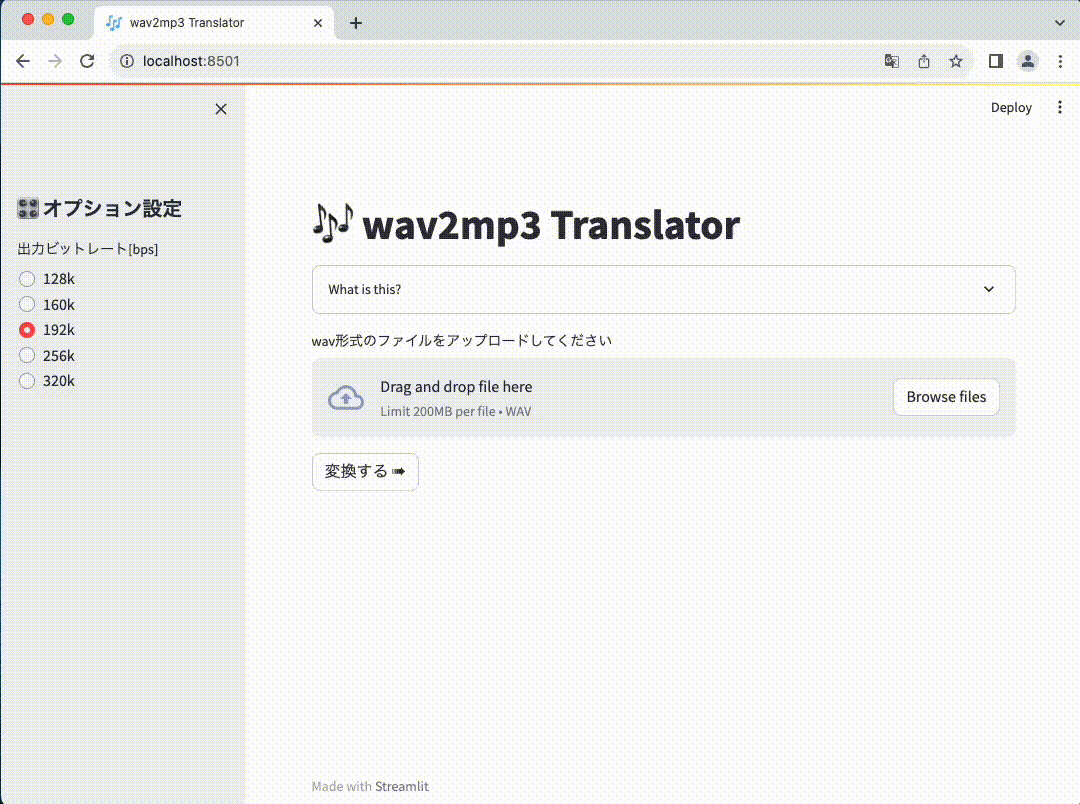 wav2mp3 Translator
localhost:8501
Deploy
オプション設定
出力ビットレート[bps]
128k
160k
192k
256k
320k
wav2mp3 Translator
What is this?
wav形式のファイルをアップロードしてください
Drag and drop file here
Limit 200MB per file • WAV
Browse files
変換する ➠
Made with Streamlit